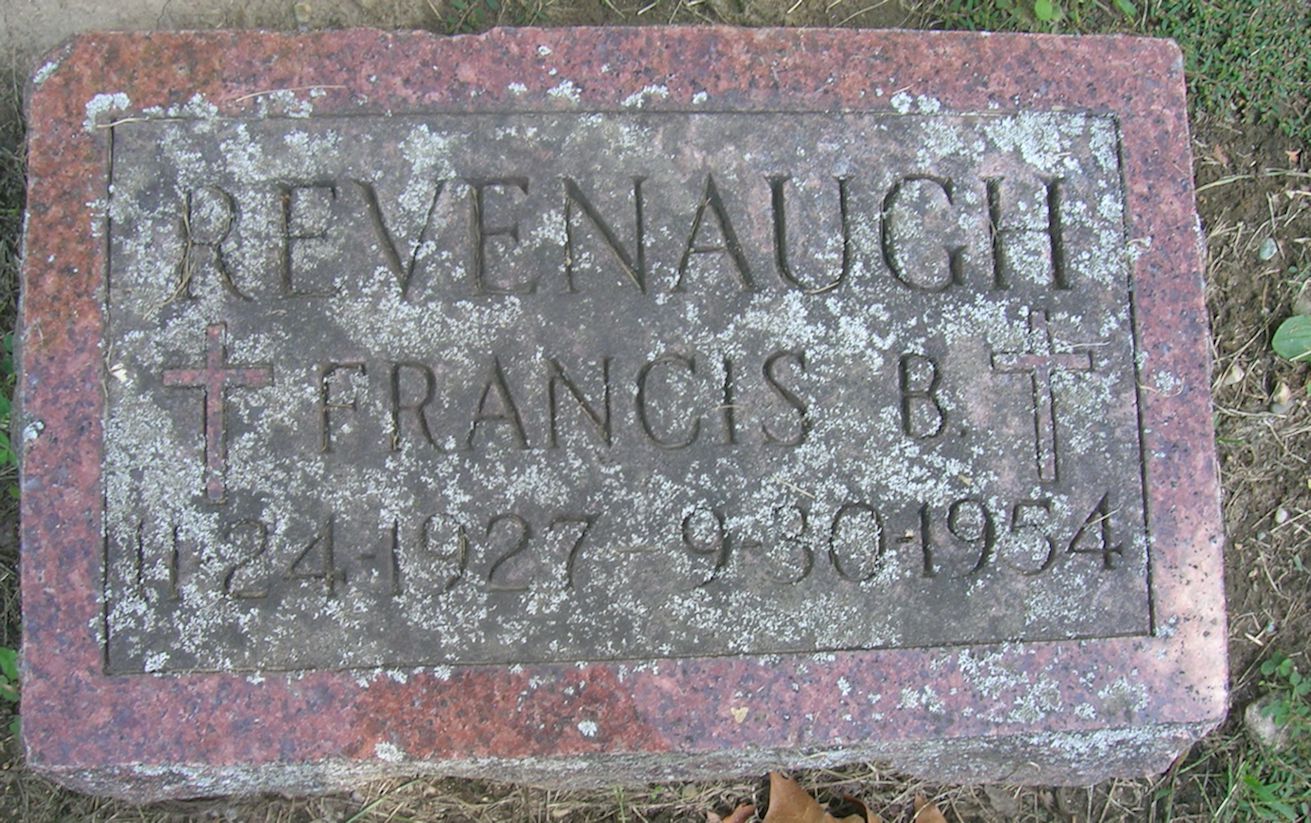 REVENAUGH
FRANCIS B.
11-24-1927 - 9-30-1954